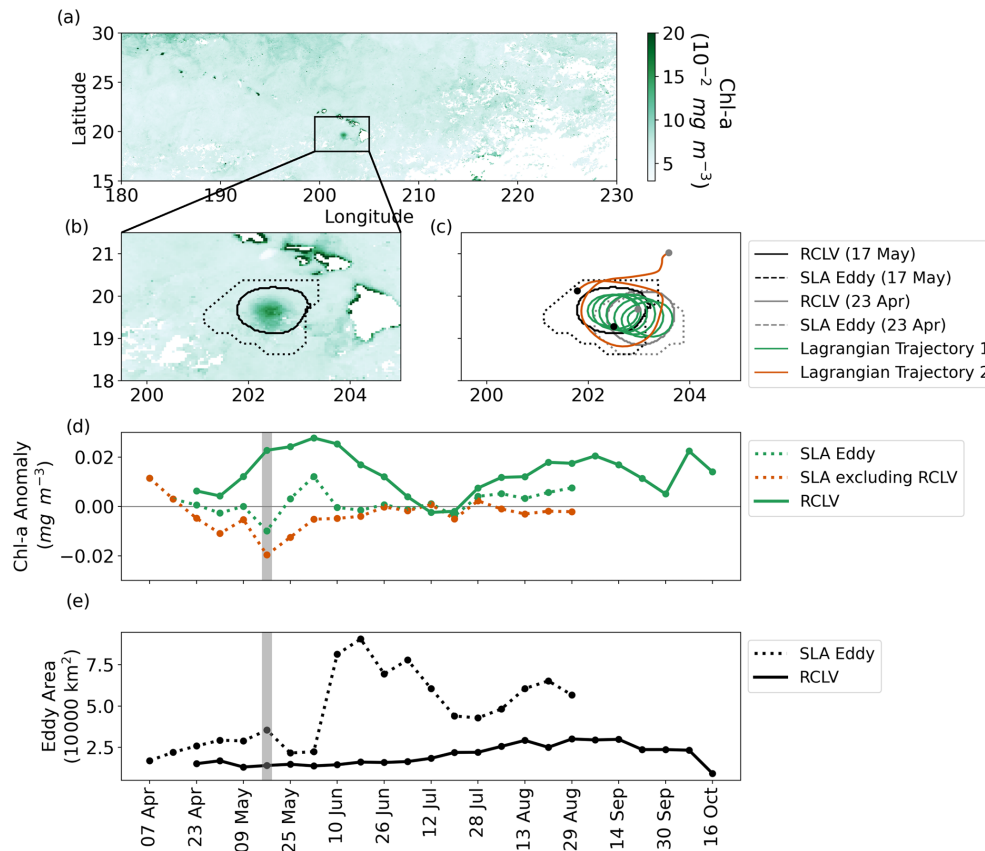 (a)
30
25
20
15
Latitude
180
190
200
210
220
230
Longitude
20
15
10
5
Chl-a
(10⁻² mg m⁻³)
(b)
21
20
19
18
200
202
204
(c)
200
202
204
RCLV (17 May)
SLA Eddy (17 May)
RCLV (23 Apr)
SLA Eddy (23 Apr)
Lagrangian Trajectory 1
Lagrangian Trajectory 2
(d)
Chl-a Anomaly
(mg m⁻³)
0.02
0.00
−0.02
SLA Eddy
SLA excluding RCLV
RCLV
(e)
Eddy Area
(10000 km²)
7.5
5.0
2.5
SLA Eddy
RCLV
07 Apr
23 Apr
09 May
25 May
10 Jun
26 Jun
12 Jul
28 Jul
13 Aug
29 Aug
14 Sep
30 Sep
16 Oct